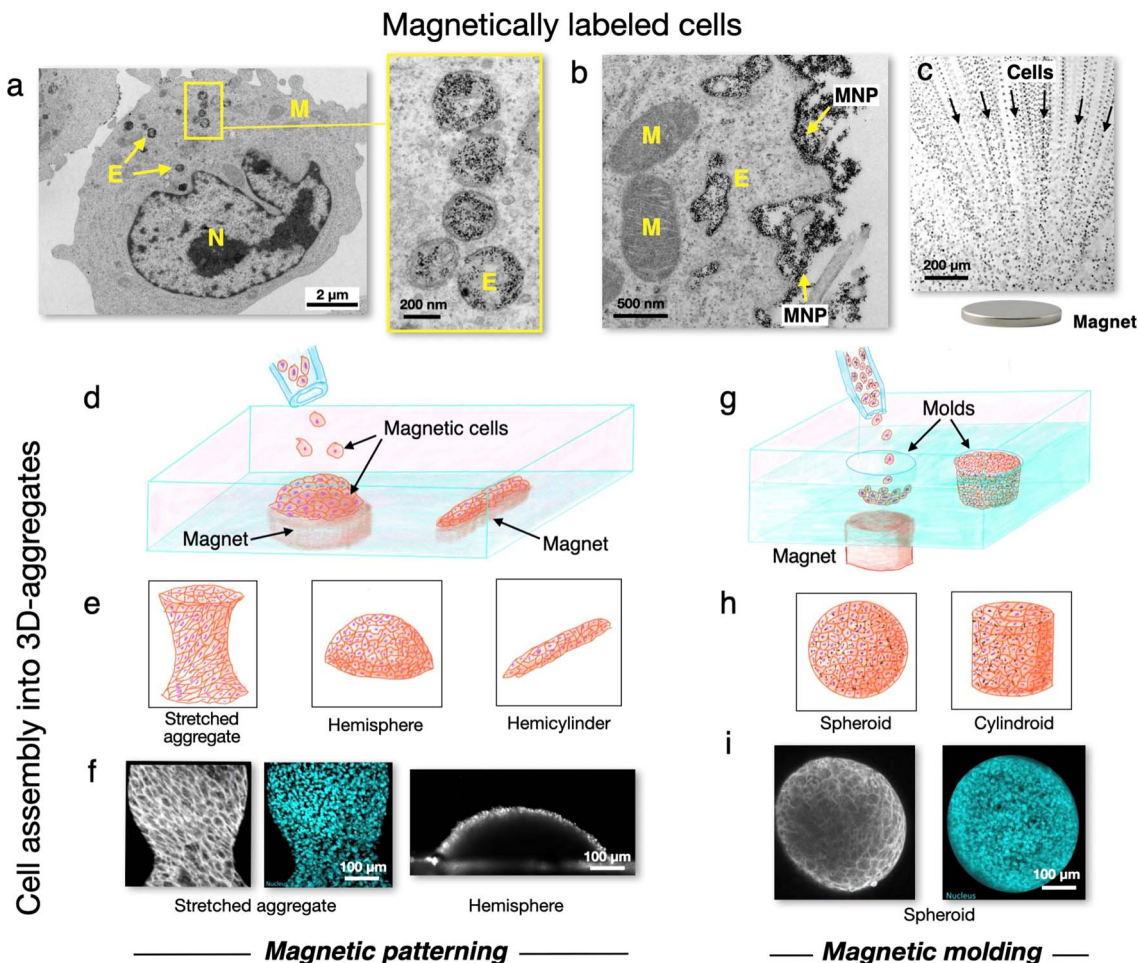 Magnetically labeled cells
a
M
E
N
2 µm
E
200 nm
b
MNP
M
E
M
MNP
500 nm
c
Cells
200 µm
Magnet
Cell assembly into 3D-aggregates
d
Magnetic cells
Magnet
Magnet
e
Stretched
aggregate
Hemisphere
Hemicylinder
f
Nucleus
100 µm
100 µm
Stretched aggregate
Hemisphere
Magnetic patterning
g
Molds
Magnet
h
Spheroid
Cylindroid
i
Nucleus
100 µm
Spheroid
Magnetic molding